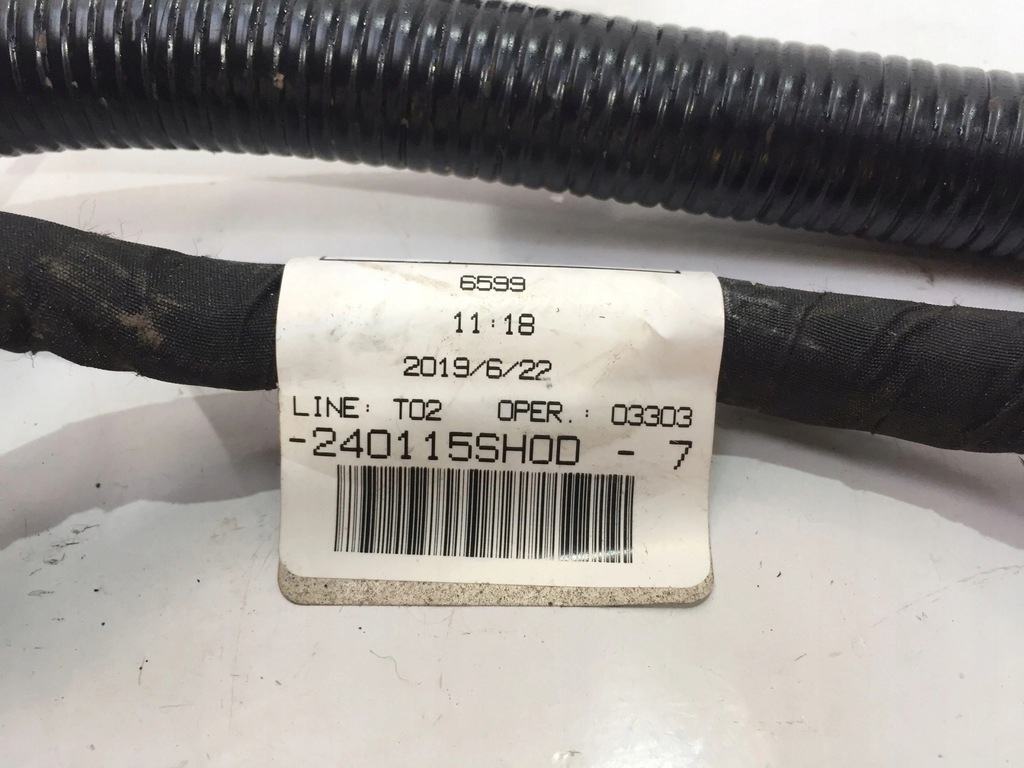 6599
11:18
2019/6/22
LINE: T02 OPER.: 03303
-240115SH0D - 7